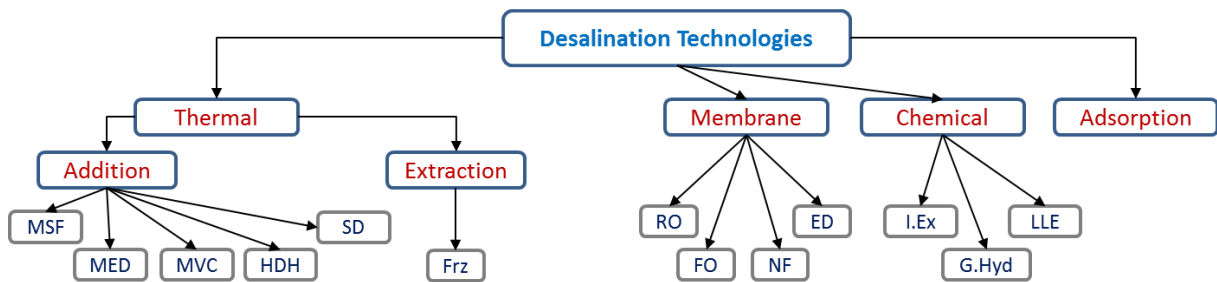 Desalination Technologies
Thermal
Membrane
Chemical
Adsorption
Addition
Extraction
MSF
SD
RO
ED
I.Ex
LLE
MED
MVC
HDH
Frz
FO
NF
G.Hyd